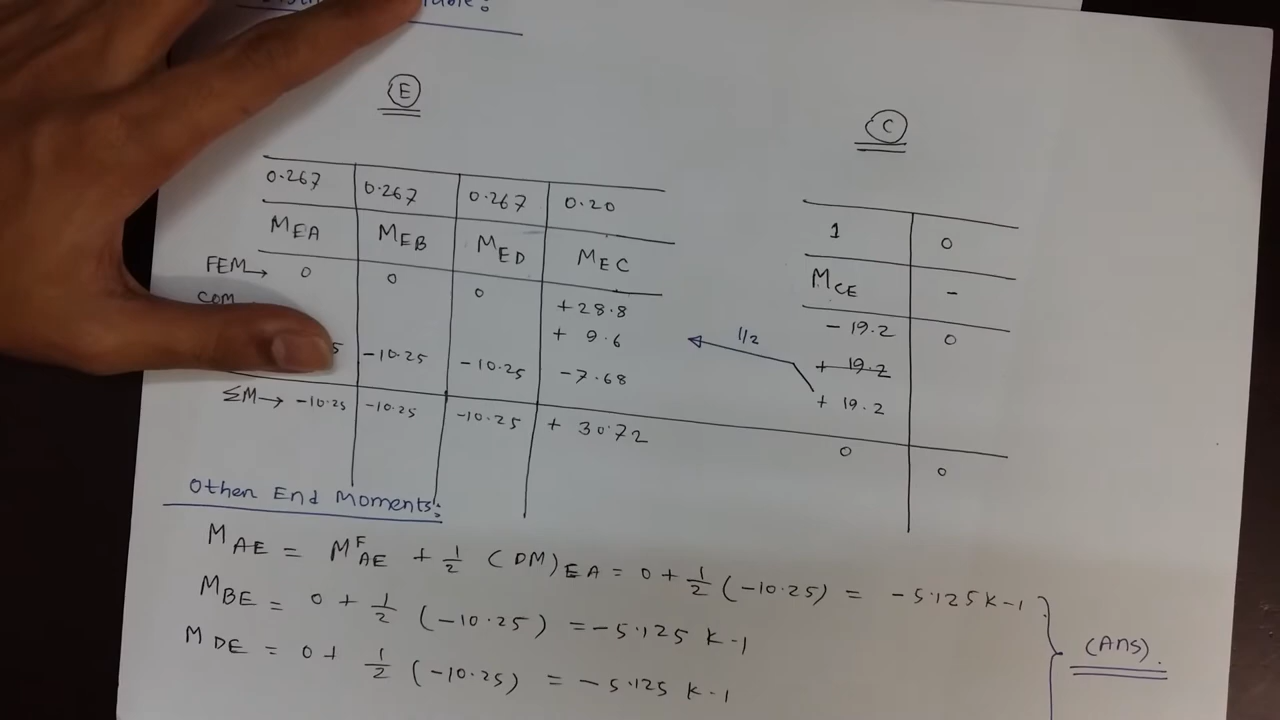 E
C
0.267 0.267 0.267 0.20
1 0
MEA MEB MED MEC
MCE -
FEM→ 0 0 0 +28.8
-19.2 0
COM + 9.6
1/2
+ 19.2
-10.25 -10.25 -7.68
+ 19.2
ΣM→ -10.25 -10.25 -10.25 + 30.72
0 0
Other End Moments:
MAE = M^F AE + 1/2 (DM)EA = 0 + 1/2 (-10.25) = -5.125 K-1
MBE = 0 + 1/2 (-10.25) = -5.125 K-1
MDE = 0 + 1/2 (-10.25) = -5.125 K-1
(Ans).